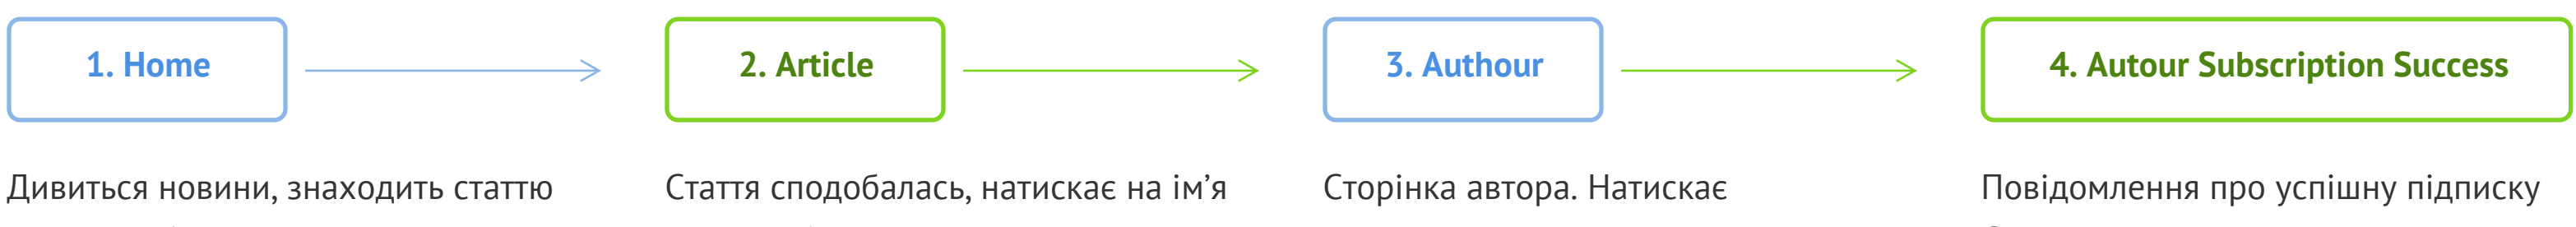 1. Home
2. Article
3. Authour
4. Autour Subscription Success
Дивиться новини, знаходить статтю
Стаття сподобалась, натискає на ім’я
Сторінка автора. Натискає
Повідомлення про успішну підписку